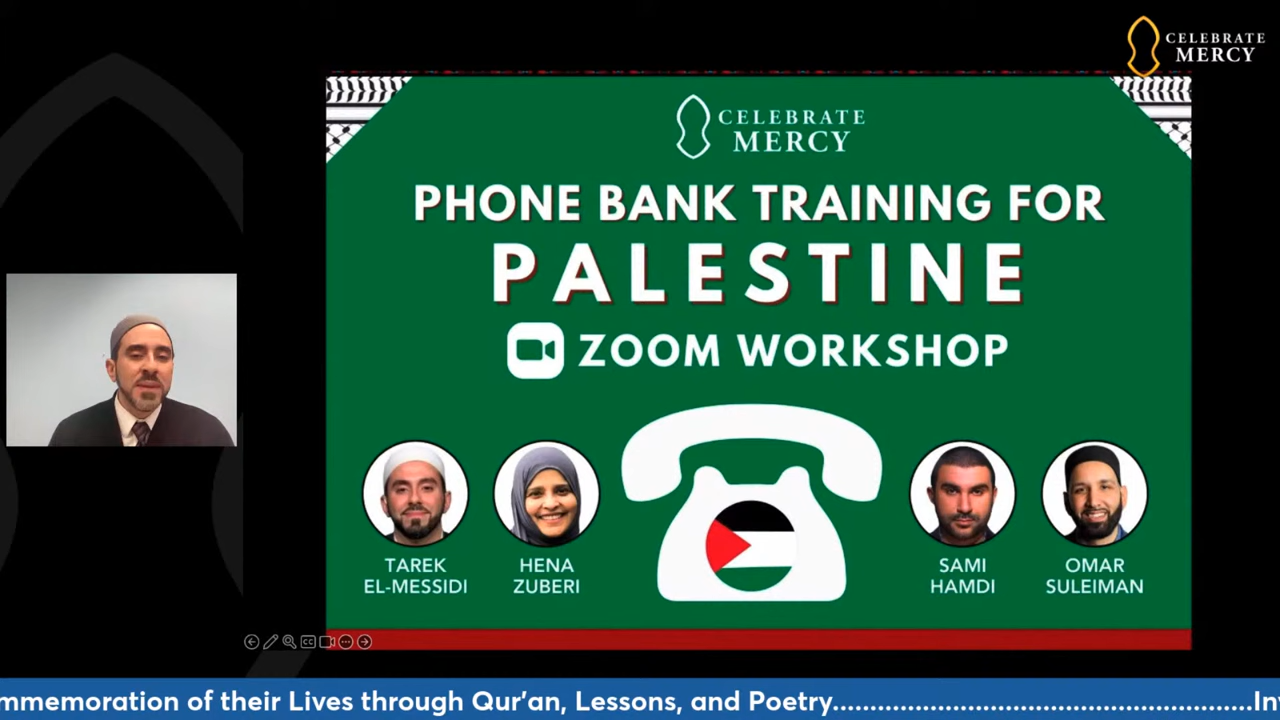 CELEBRATE
MERCY
CELEBRATE
MERCY
PHONE BANK TRAINING FOR
PALESTINE
ZOOM WORKSHOP
TAREK
EL-MESSIDI
HENA
ZUBERI
SAMI
HAMDI
OMAR
SULEIMAN
CC
mmemoration of their Lives through Qur'an, Lessons, and Poetry.................................................................Inv